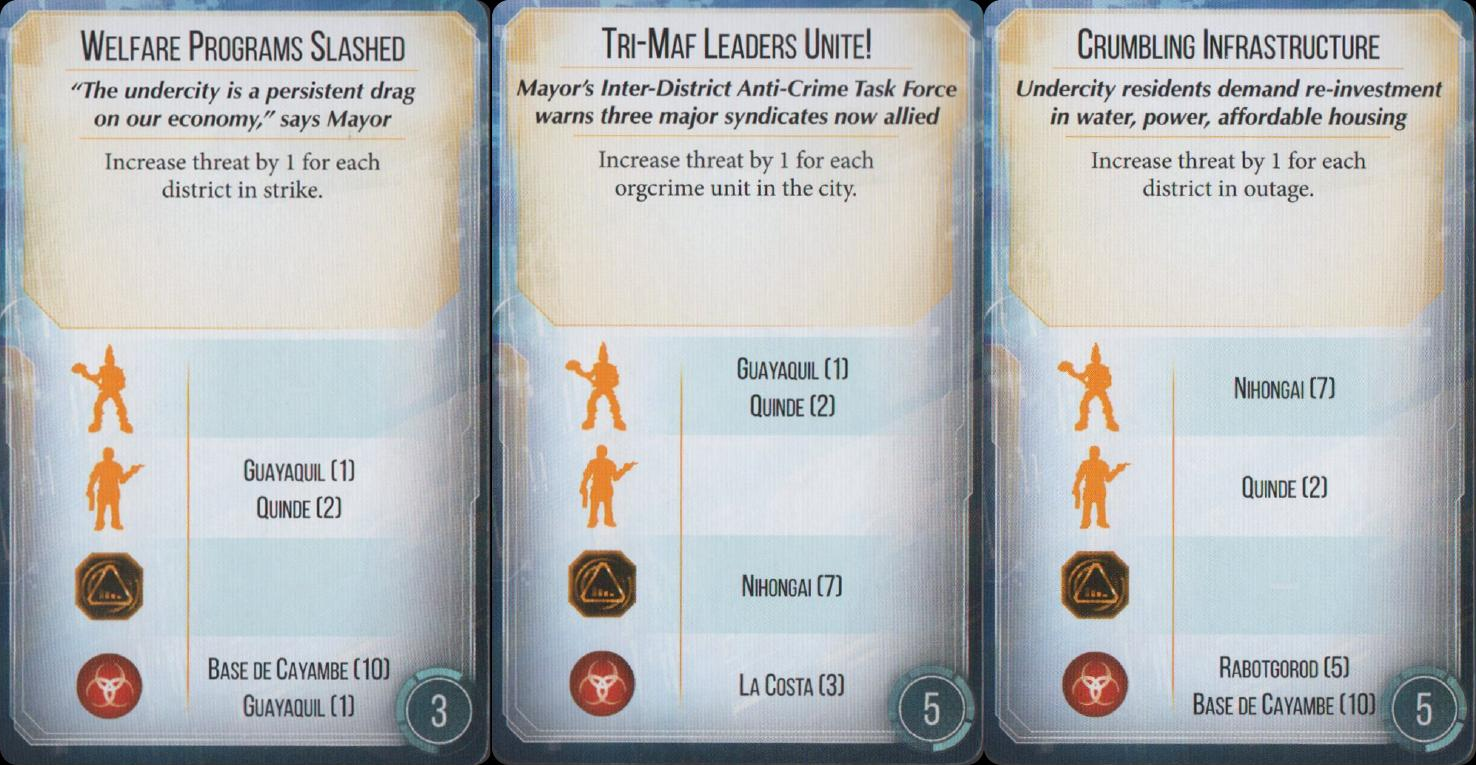 WELFARE PROGRAMS SLASHED
"The undercity is a persistent drag
on our economy," says Mayor
Increase threat by 1 for each
district in strike.
GUAYAQUIL (1)
QUINDE (2)
BASE DE CAYAMBE (10)
GUAYAQUIL (1)
3
TRI-MAF LEADERS UNITE!
Mayor's Inter-District Anti-Crime Task Force
warns three major syndicates now allied
Increase threat by 1 for each
orgcrime unit in the city.
GUAYAQUIL (1)
QUINDE (2)
NIHONGAI (7)
LA COSTA (3)
5
CRUMBLING INFRASTRUCTURE
Undercity residents demand re-investment
in water, power, affordable housing
Increase threat by 1 for each
district in outage.
NIHONGAI (7)
QUINDE (2)
RABOTGOROD (5)
BASE DE CAYAMBE (10)
5